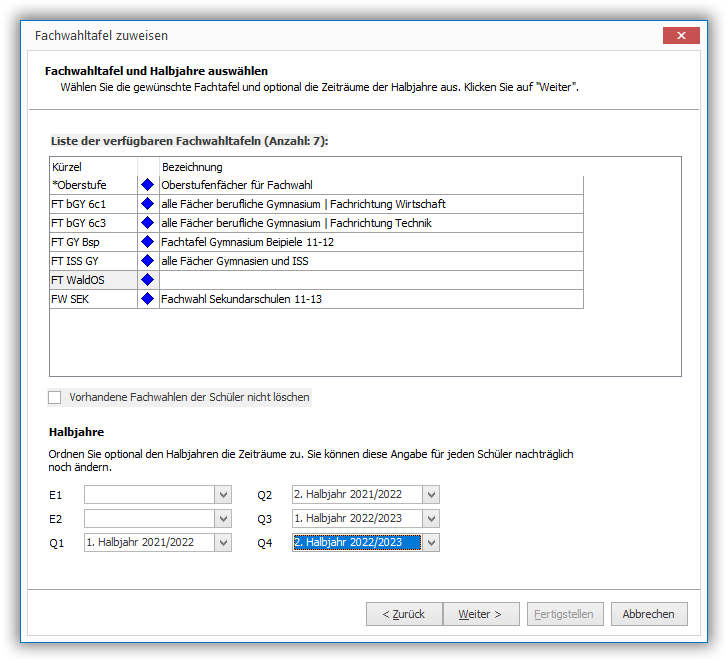 Fachwahltafel zuweisen
Fachwahltafel und Halbjahre auswählen
Wählen Sie die gewünschte Fachtafel und optional die Zeiträume der Halbjahre aus. Klicken Sie auf "Weiter".
Liste der verfügbaren Fachwahltafeln (Anzahl: 7):
Kürzel Bezeichnung
*Oberstufe Oberstufenfächer für Fachwahl
FT bGY 6c1 alle Fächer berufliche Gymnasium | Fachrichtung Wirtschaft
FT bGY 6c3 alle Fächer berufliche Gymnasium | Fachrichtung Technik
FT GY Bsp Fachtafel Gymnasium Beipiele 11-12
FT ISS GY alle Fächer Gymnasien und ISS
FT WaldOS
FW SEK Fachwahl Sekundarschulen 11-13
Vorhandene Fachwahlen der Schüler nicht löschen
Halbjahre
Ordnen Sie optional den Halbjahren die Zeiträume zu. Sie können diese Angabe für jeden Schüler nachträglich
noch ändern.
E1 Q2 2. Halbjahr 2021/2022
E2 Q3 1. Halbjahr 2022/2023
Q1 1. Halbjahr 2021/2022 Q4 2. Halbjahr 2022/2023
< Zurück Weiter > Fertigstellen Abbrechen